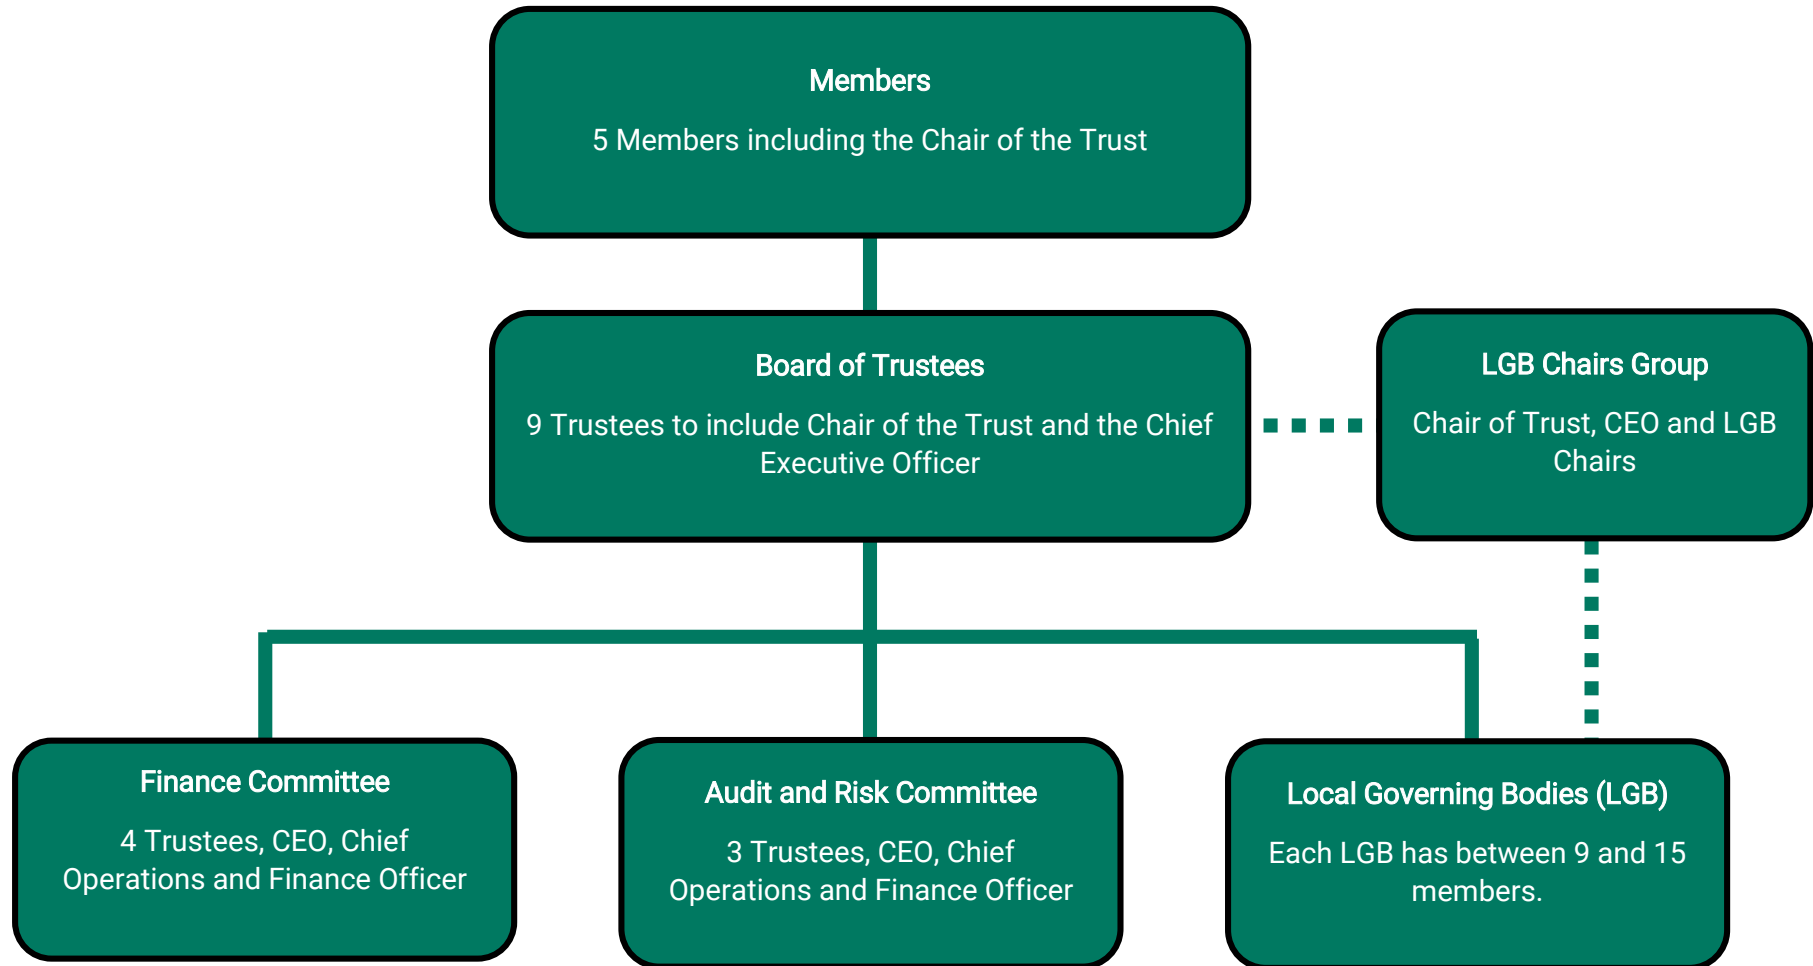 Members
5 Members including the Chair of the Trust
Board of Trustees
9 Trustees to include Chair of the Trust and the Chief
Executive Officer
LGB Chairs Group
Chair of Trust, CEO and LGB
Chairs
Finance Committee
4 Trustees, CEO, Chief
Operations and Finance Officer
Audit and Risk Committee
3 Trustees, CEO, Chief
Operations and Finance Officer
Local Governing Bodies (LGB)
Each LGB has between 9 and 15
members.